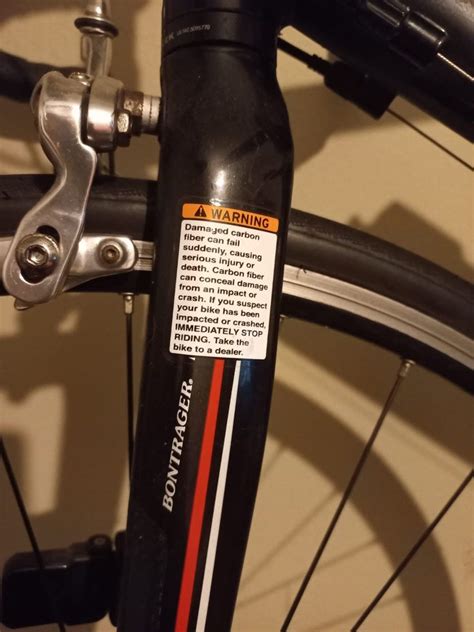 WARNING
Damaged carbon
fiber can fail
suddenly, causing
serious injury or
death. Carbon fiber
can conceal damage
from an impact or
crash. If you suspect
your bike has been
impacted or crashed,
IMMEDIATELY STOP
RIDING. Take the
bike to a dealer.
BONTRAGER®